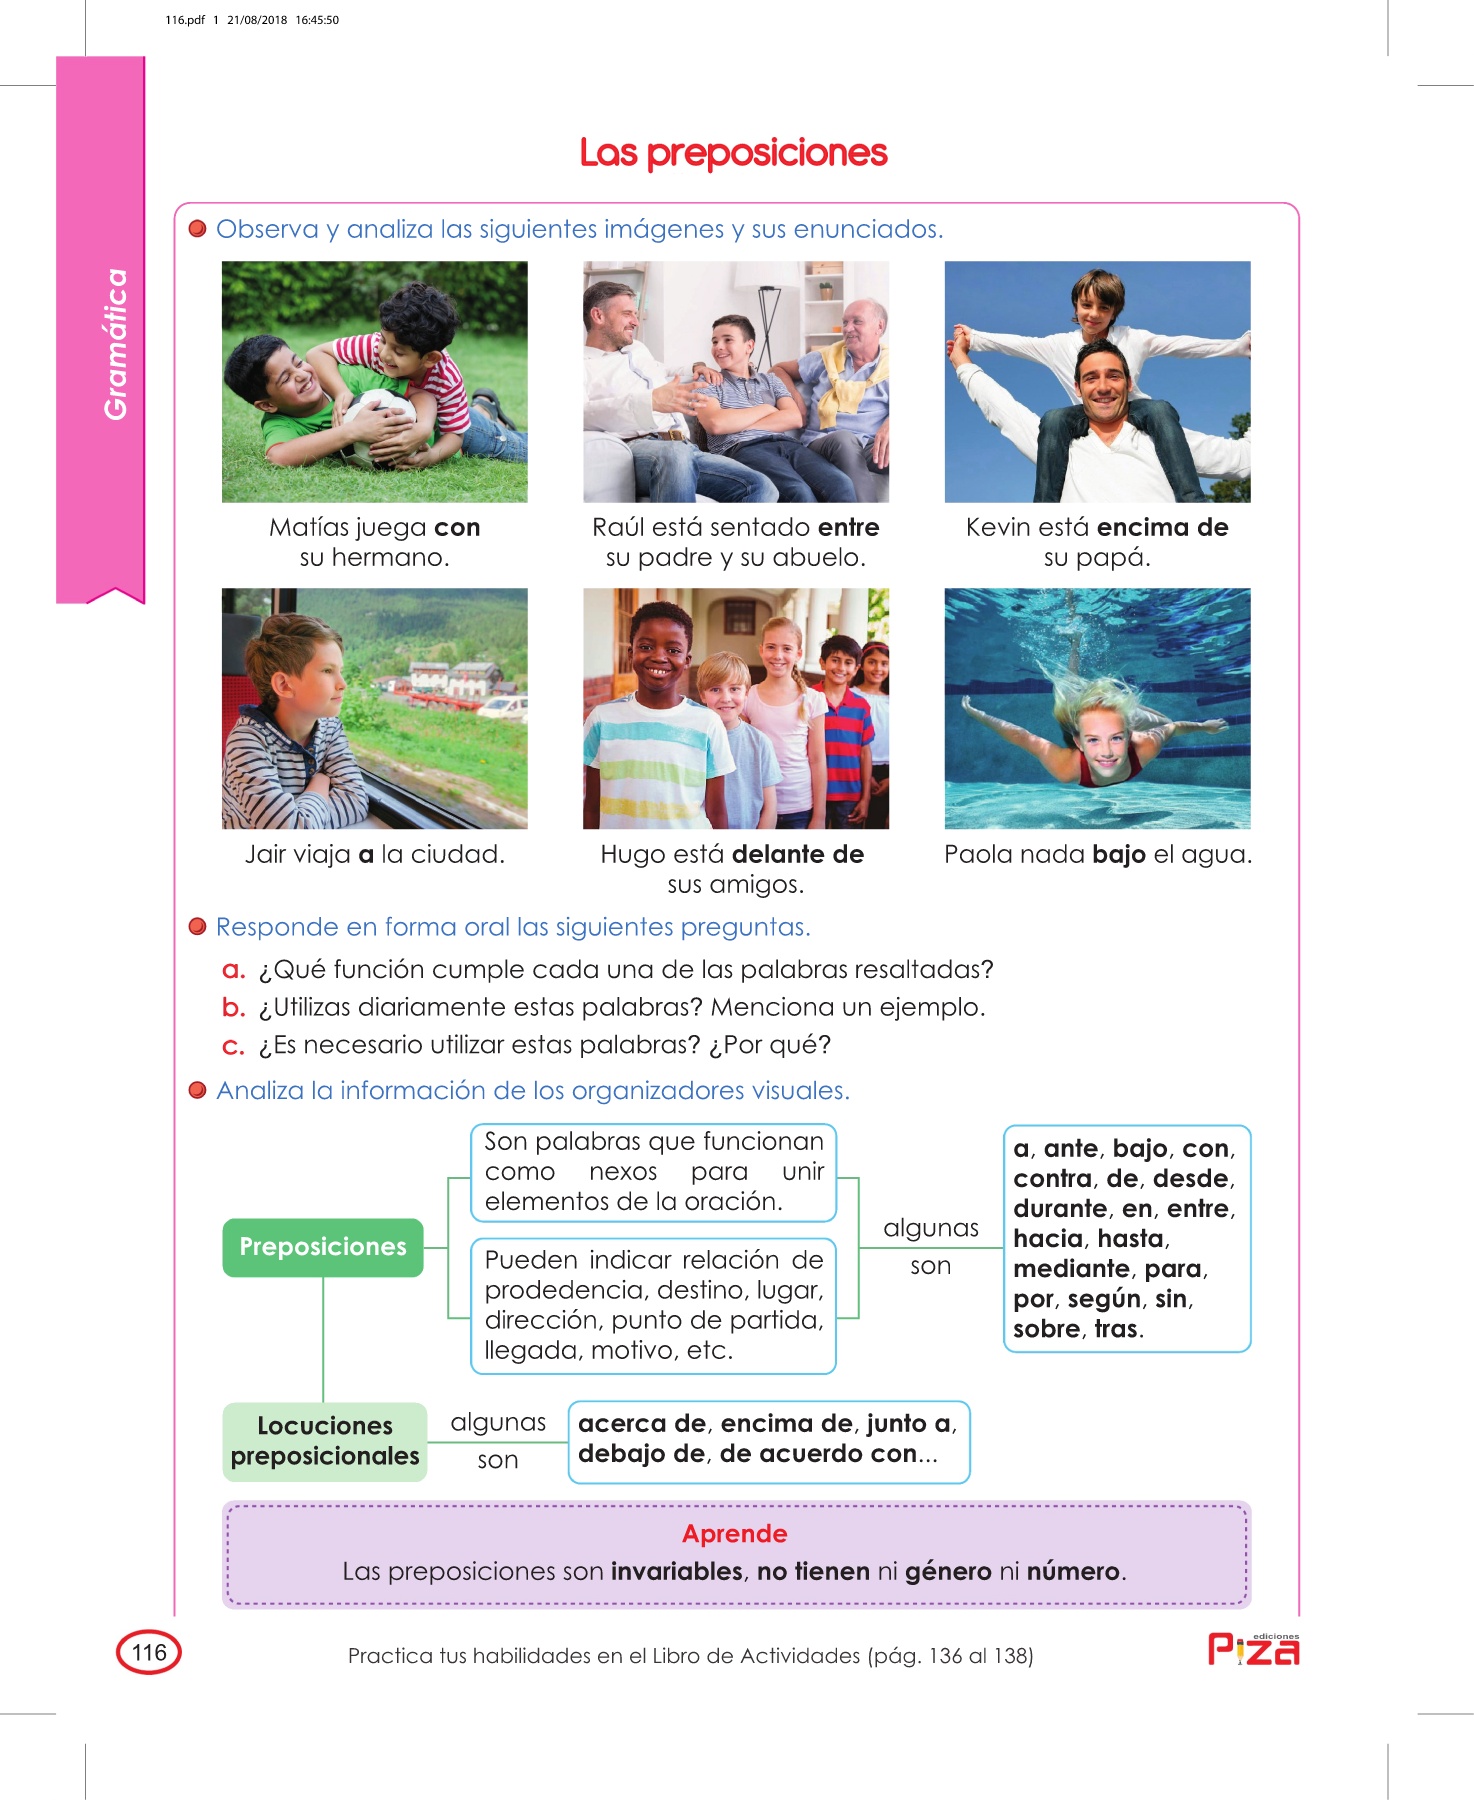 116.pdf 1 21/08/2018 16:45:50
Gramática
Las preposiciones
Observa y analiza las siguientes imágenes y sus enunciados.
Matías juega con
su hermano.
Raúl está sentado entre
su padre y su abuelo.
Kevin está encima de
su papá.
Jair viaja a la ciudad.
Hugo está delante de
sus amigos.
Paola nada bajo el agua.
Responde en forma oral las siguientes preguntas.
a. ¿Qué función cumple cada una de las palabras resaltadas?
b. ¿Utilizas diariamente estas palabras? Menciona un ejemplo.
c. ¿Es necesario utilizar estas palabras? ¿Por qué?
Analiza la información de los organizadores visuales.
Preposiciones
Son palabras que funcionan
como nexos para unir
elementos de la oración.
Pueden indicar relación de
prodedencia, destino, lugar,
dirección, punto de partida,
llegada, motivo, etc.
algunas
son
a, ante, bajo, con,
contra, de, desde,
durante, en, entre,
hacia, hasta,
mediante, para,
por, según, sin,
sobre, tras.
Locuciones
preposicionales
algunas
son
acerca de, encima de, junto a,
debajo de, de acuerdo con...
Aprende
Las preposiciones son invariables, no tienen ni género ni número.
116
Practica tus habilidades en el Libro de Actividades (pág. 136 al 138)
ediciones
Piza